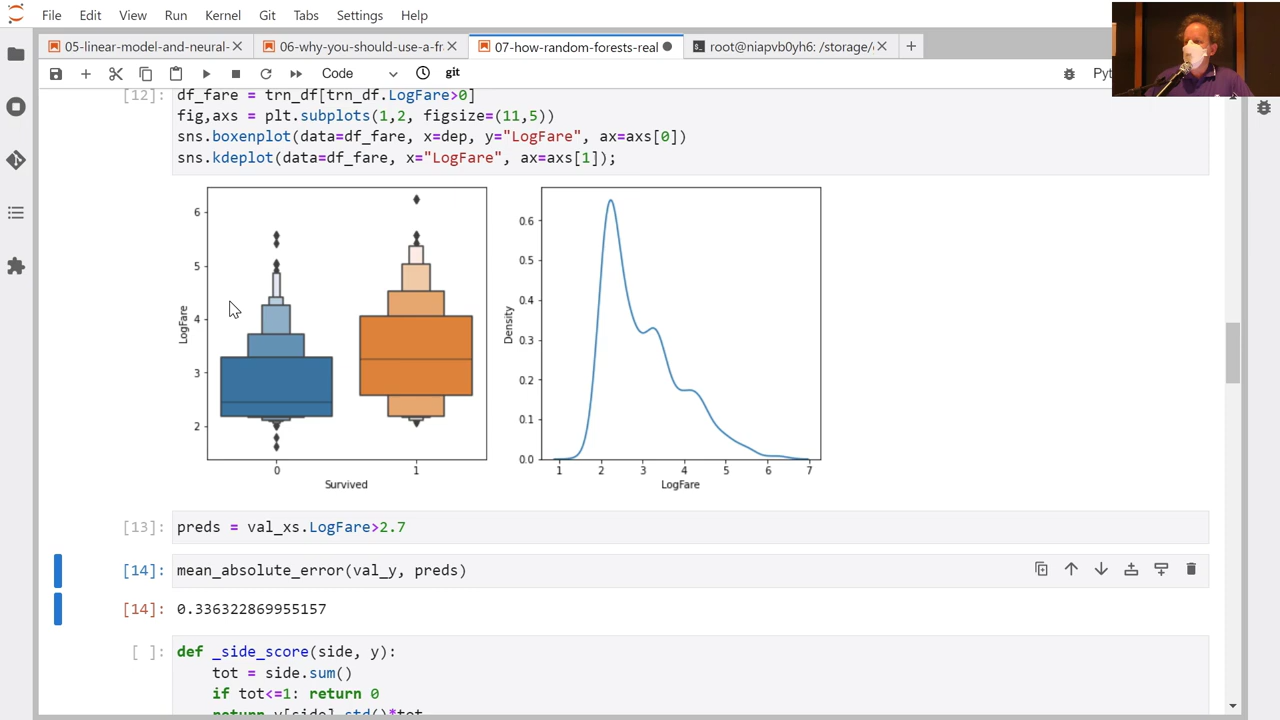 File Edit View Run Kernel Git Tabs Settings Help
05-linear-model-and-neural- 06-why-you-should-use-a-fr 07-how-random-forests-real root@niapvb0yh6: /storage/
Code git
[12]: df_fare = trn_df[trn_df.LogFare>0]
fig,axs = plt.subplots(1,2, figsize=(11,5))
sns.boxenplot(data=df_fare, x=dep, y="LogFare", ax=axs[0])
sns.kdeplot(data=df_fare, x="LogFare", ax=axs[1]);
6
5
4
3
2
LogFare
0 1
Survived
0.6
0.5
0.4
0.3
0.2
0.1
0.0
Density
1 2 3 4 5 6 7
LogFare
[13]: preds = val_xs.LogFare>2.7
[14]: mean_absolute_error(val_y, preds)
[14]: 0.336322869955157
[ ]: def _side_score(side, y):
tot = side.sum()
if tot<=1: return 0
return y[side].std()*tot